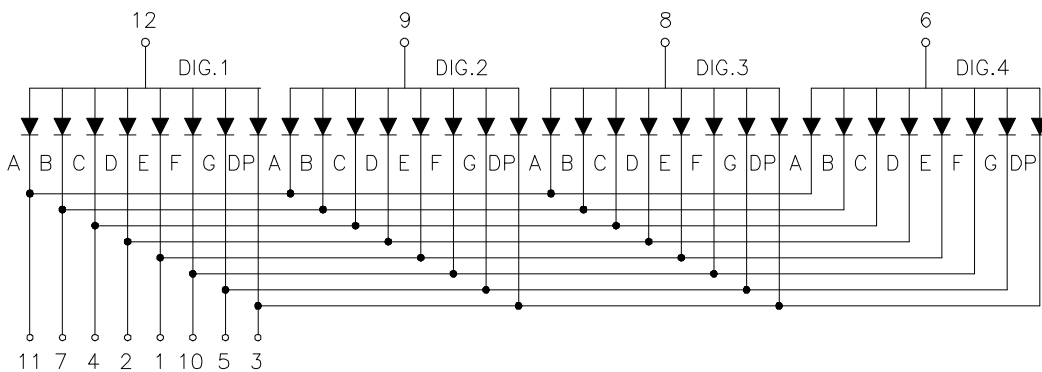 12 9 8 6
DIG.1 DIG.2 DIG.3 DIG.4
A B C D E F G DP A B C D E F G DP A B C D E F G DP A B C D E F G DP
11 7 4 2 1 10 5 3